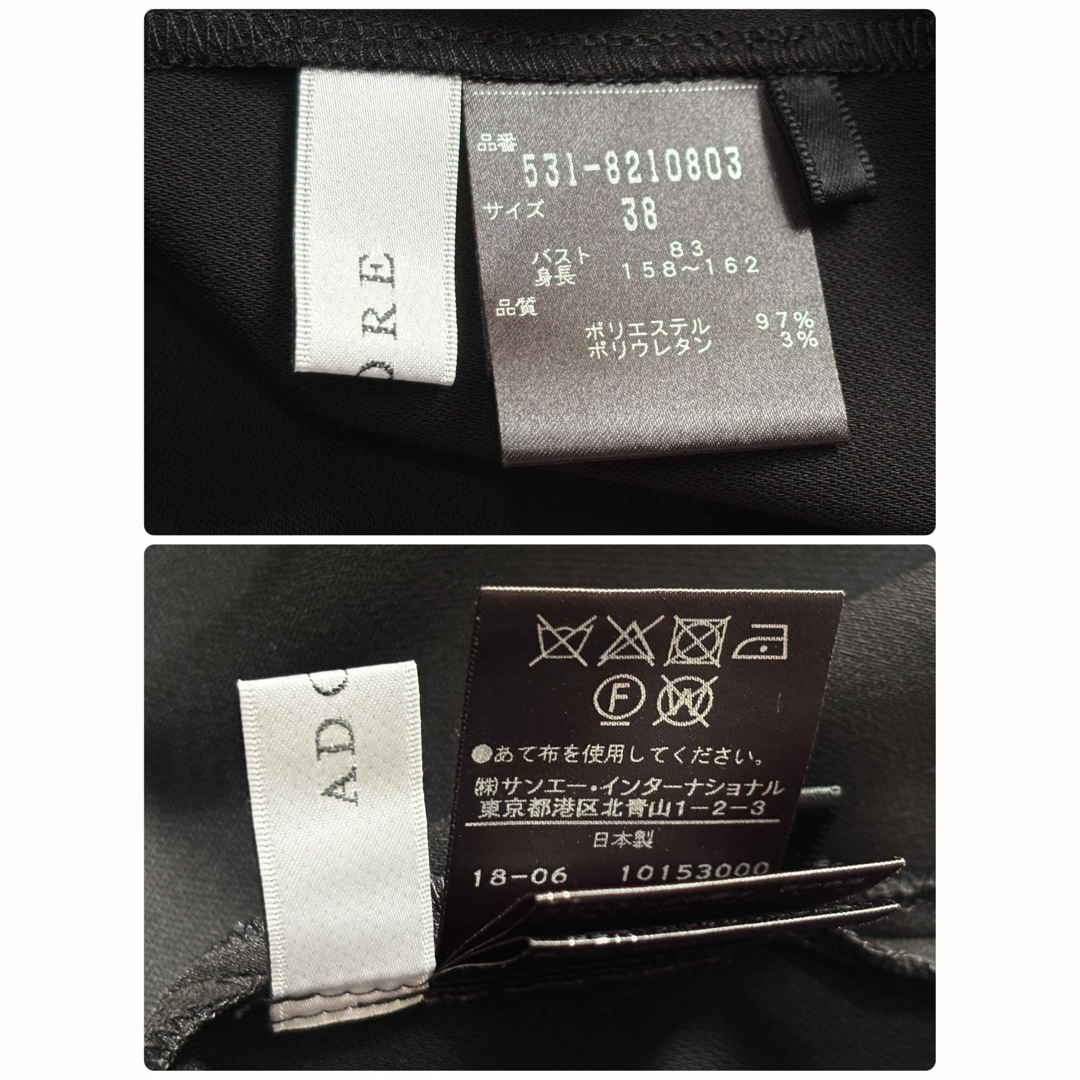 ORE
品番
531-8210803
サイズ 38
バスト 83
身長 158～162
品質
ポリエステル 97%
ポリウレタン 3%
ADO
F
W
●あて布を使用してください。
㈱サンエー・インターナショナル
東京都港区北青山1-2-3
日本製
18-06 10153000